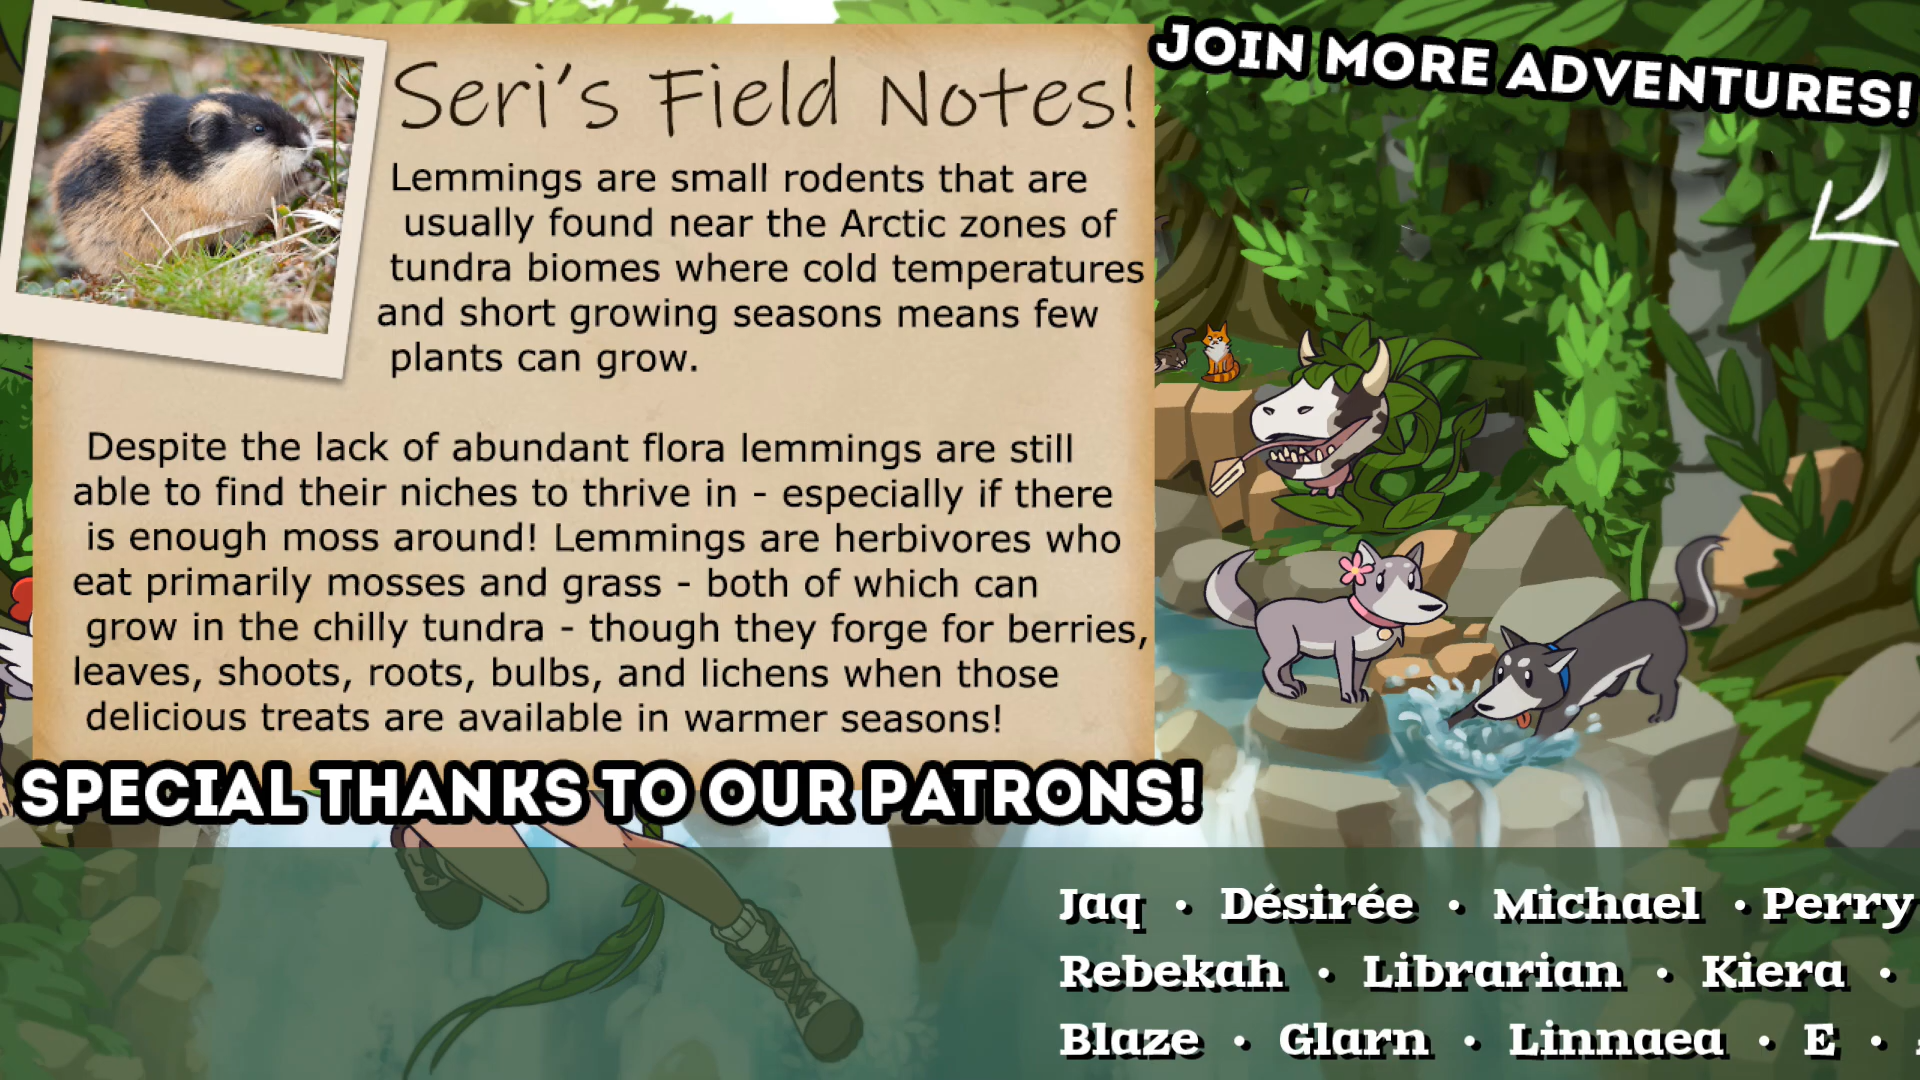 Seri's Field Notes!
JOIN MORE ADVENTURES!
Lemmings are small rodents that are
usually found near the Arctic zones of
tundra biomes where cold temperatures
and short growing seasons means few
plants can grow.
Despite the lack of abundant flora lemmings are still
able to find their niches to thrive in - especially if there
is enough moss around! Lemmings are herbivores who
eat primarily mosses and grass - both of which can
grow in the chilly tundra - though they forge for berries,
leaves, shoots, roots, bulbs, and lichens when those
delicious treats are available in warmer seasons!
SPECIAL THANKS TO OUR PATRONS!
Jaq • Désirée • Michael • Perry
Rebekah • Librarian • Kiera •
Blaze • Glarn • Linnaea • E •